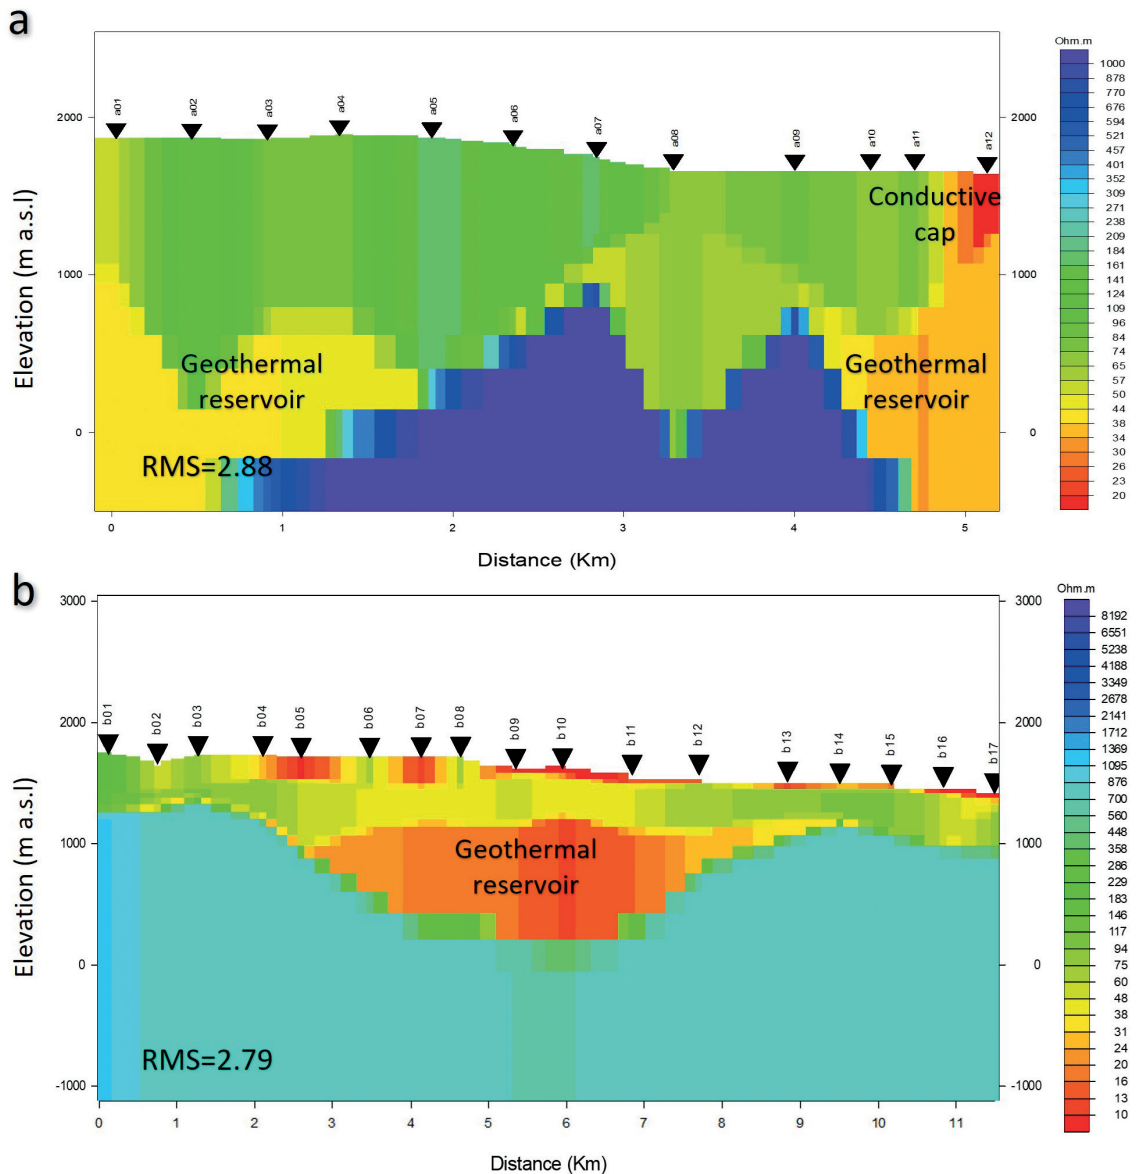 a
Ohm.m
1000
878
770
676
594
521
457
401
352
309
271
238
209
184
161
141
124
109
96
84
74
65
57
50
44
38
34
30
26
23
20
2000
1000
0
2000
1000
0
Elevation (m a.s.l)
a01
a02
a03
a04
a05
a06
a07
a08
a09
a10
a11
a12
Conductive
cap
Geothermal
reservoir
Geothermal
reservoir
RMS=2.88
0
1
2
3
4
5
Distance (Km)
b
Ohm.m
8192
6551
5238
4188
3349
2678
2141
1712
1369
1095
876
700
560
448
358
286
229
183
146
117
94
75
60
48
38
31
24
20
16
13
10
3000
2000
1000
0
-1000
3000
2000
1000
0
-1000
Elevation (m a.s.l)
b01
b02
b03
b04
b05
b06
b07
b08
b09
b10
b11
b12
b13
b14
b15
b16
b17
Geothermal
reservoir
RMS=2.79
0
1
2
3
4
5
6
7
8
9
10
11
Distance (Km)